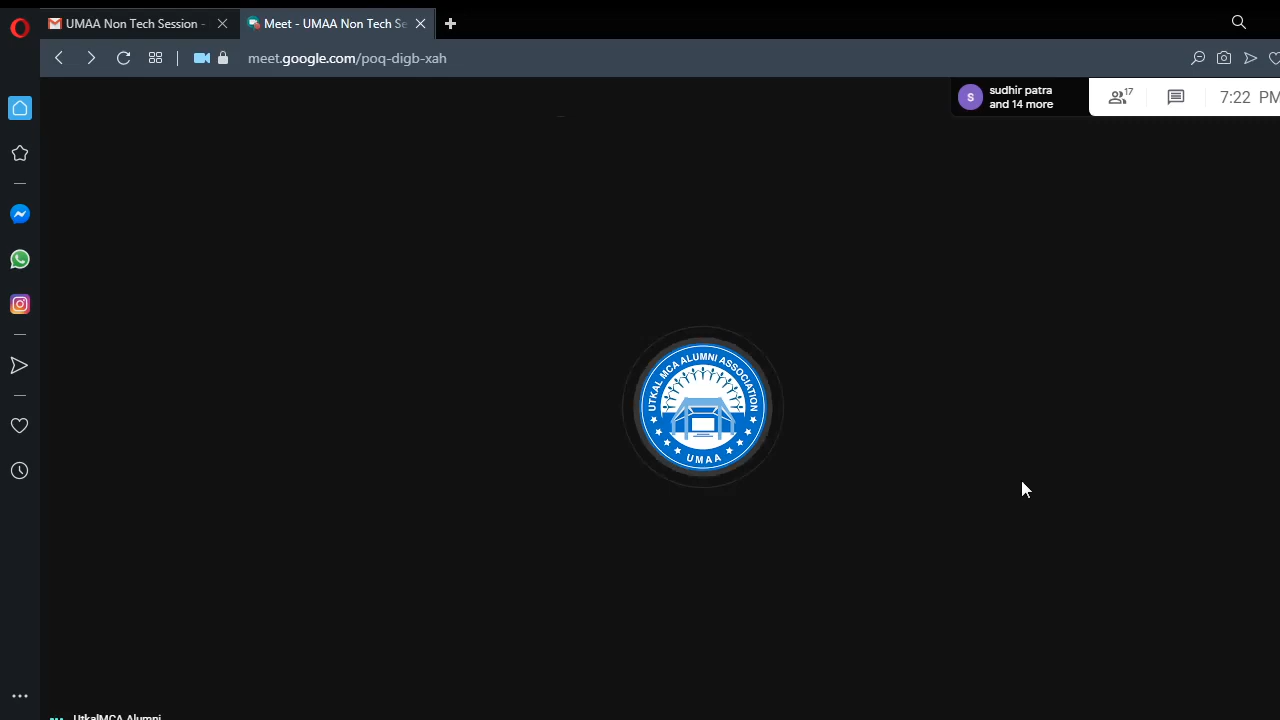 UMAA Non Tech Session -
Meet - UMAA Non Tech Se
meet.google.com/poq-digb-xah
S
sudhir patra
and 14 more
17
7:22 PM
UTKAL MCA ALUMNI ASSOCIATION
UMAA
UtkalMCA Alumni